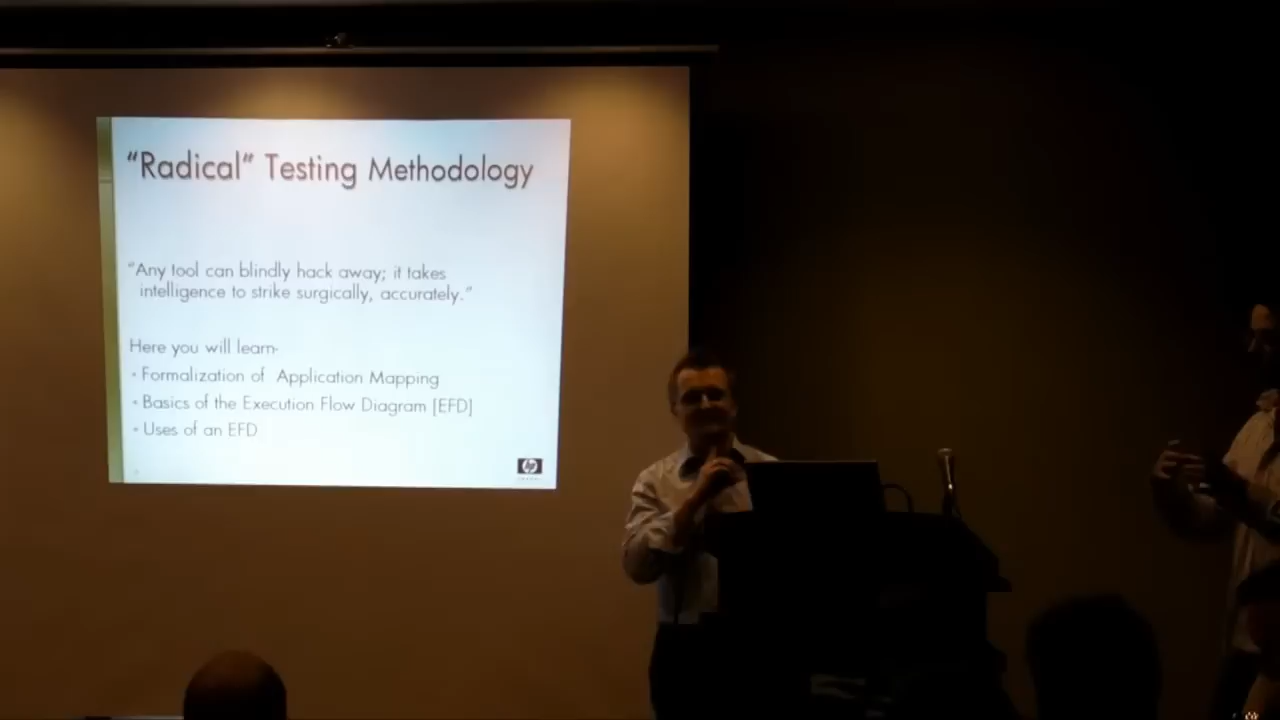 “Radical” Testing Methodology
“Any tool can blindly hack away; it takes
intelligence to strike surgically, accurately.”
Here you will learn-
• Formalization of Application Mapping
• Basics of the Execution Flow Diagram [EFD]
• Uses of an EFD
hp